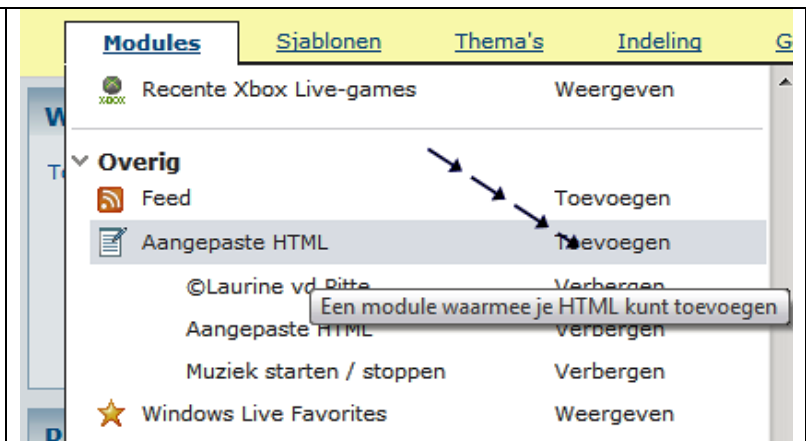 Modules Sjablonen Thema's Indeling G
XBOX Recente Xbox Live-games Weergeven
W
Overig
Feed Toevoegen
Aangepaste HTML Toevoegen
©Laurine vd Pitte Verbergen
Een module waarmee je HTML kunt toevoegen
Aangepaste HTML Verbergen
Muziek starten / stoppen Verbergen
Windows Live Favorites Weergeven